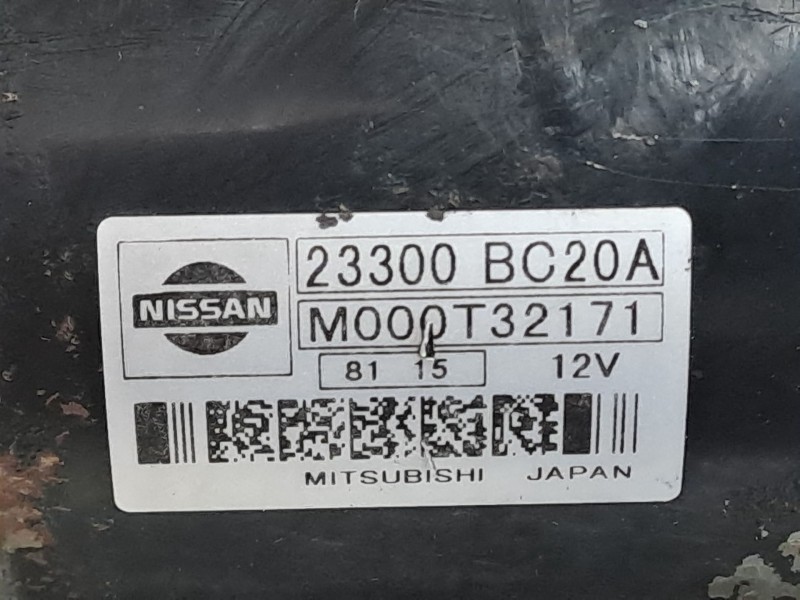 NISSAN
23300 BC20A
M000T32171
81 15 12V
MITSUBISHI JAPAN